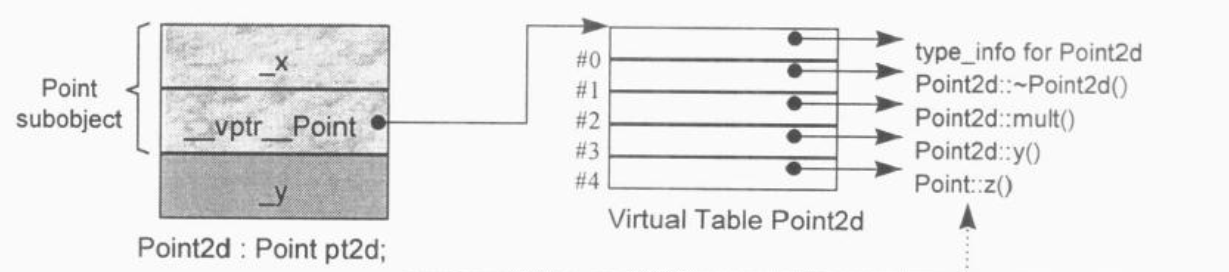 Point
subobject
_x
__vptr__Point
_y
Point2d : Point pt2d;
#0
#1
#2
#3
#4
Virtual Table Point2d
type_info for Point2d
Point2d::~Point2d()
Point2d::mult()
Point2d::y()
Point::z()